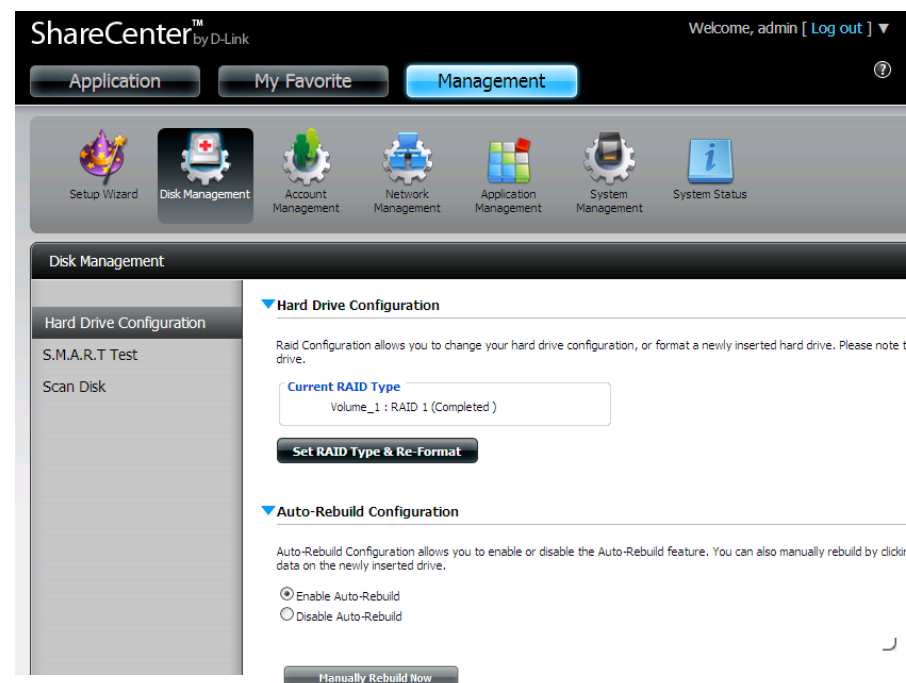 ShareCenter™ by D-Link
Welcome, admin [ Log out ] ▼
Application
My Favorite
Management
?
Setup Wizard
Disk Management
Account
Management
Network
Management
Application
Management
System
Management
System Status
Disk Management
Hard Drive Configuration
S.M.A.R.T Test
Scan Disk
Hard Drive Configuration
Raid Configuration allows you to change your hard drive configuration, or format a newly inserted hard drive. Please note
drive.
Current RAID Type
Volume_1 : RAID 1 (Completed )
Set RAID Type & Re-Format
Auto-Rebuild Configuration
Auto-Rebuild Configuration allows you to enable or disable the Auto-Rebuild feature. You can also manually rebuild by
data on the newly inserted drive.
Enable Auto-Rebuild
Disable Auto-Rebuild
Manually Rebuild Now